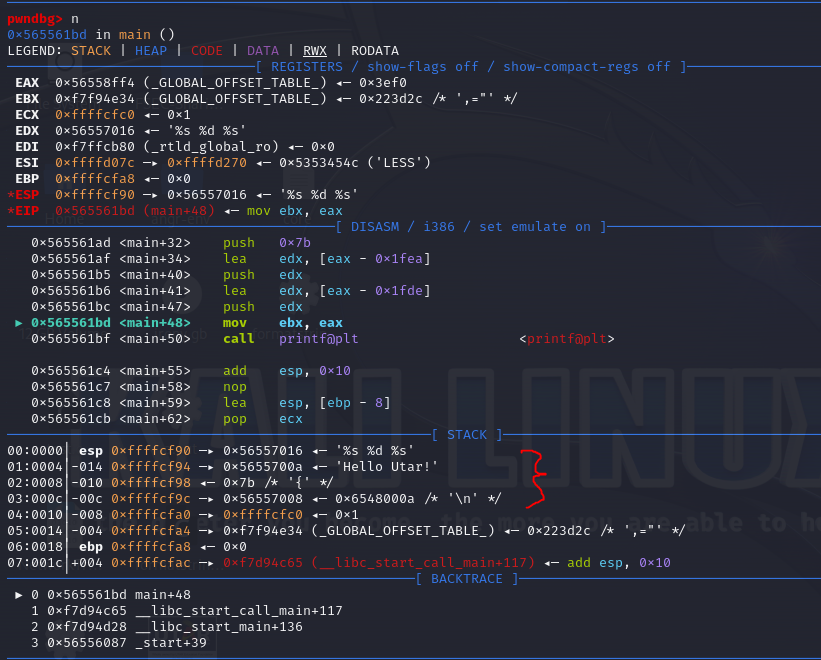 pwndbg> n
0x565561bd in main ()
LEGEND: STACK | HEAP | CODE | DATA | RWX | RODATA
[ REGISTERS / show-flags off / show-compact-regs off ]
EAX 0x56558ff4 (_GLOBAL_OFFSET_TABLE_) ◂— 0x3ef0
EBX 0xf7f94e34 (_GLOBAL_OFFSET_TABLE_) ◂— 0x223d2c /* ',="' */
ECX 0xffffcfc0 ◂— 0x1
EDX 0x56557016 ◂— '%s %d %s'
EDI 0xf7ffcb80 (_rtld_global_ro) ◂— 0x0
ESI 0xffffd07c —▸ 0xffffd270 ◂— 0x5353454c ('LESS')
EBP 0xffffcfa8 ◂— 0x0
*ESP 0xffffcf90 —▸ 0x56557016 ◂— '%s %d %s'
*EIP 0x565561bd (main+48) ◂— mov ebx, eax
[ DISASM / i386 / set emulate on ]
0x565561ad <main+32> push 0x7b
0x565561af <main+34> lea edx, [eax - 0x1fea]
0x565561b5 <main+40> push edx
0x565561b6 <main+41> lea edx, [eax - 0x1fde]
0x565561bc <main+47> push edx
► 0x565561bd <main+48> mov ebx, eax
0x565561bf <main+50> call printf@plt <printf@plt>
0x565561c4 <main+55> add esp, 0x10
0x565561c7 <main+58> nop
0x565561c8 <main+59> lea esp, [ebp - 8]
0x565561cb <main+62> pop ecx
[ STACK ]
00:0000│ esp 0xffffcf90 —▸ 0x56557016 ◂— '%s %d %s'
01:0004│-014 0xffffcf94 —▸ 0x5655700a ◂— 'Hello Utar!'
02:0008│-010 0xffffcf98 ◂— 0x7b /* '{' */
03:000c│-00c 0xffffcf9c —▸ 0x56557008 ◂— 0x6548000a /* '\n' */
04:0010│-008 0xffffcfa0 —▸ 0xffffcfc0 ◂— 0x1
05:0014│-004 0xffffcfa4 —▸ 0xf7f94e34 (_GLOBAL_OFFSET_TABLE_) ◂— 0x223d2c /* ',="' */
06:0018│ ebp 0xffffcfa8 ◂— 0x0
07:001c│+004 0xffffcfac —▸ 0xf7d94c65 (__libc_start_call_main+117) ◂— add esp, 0x10
[ BACKTRACE ]
► 0 0x565561bd main+48
1 0xf7d94c65 __libc_start_call_main+117
2 0xf7d94d28 __libc_start_main+136
3 0x56556087 _start+39